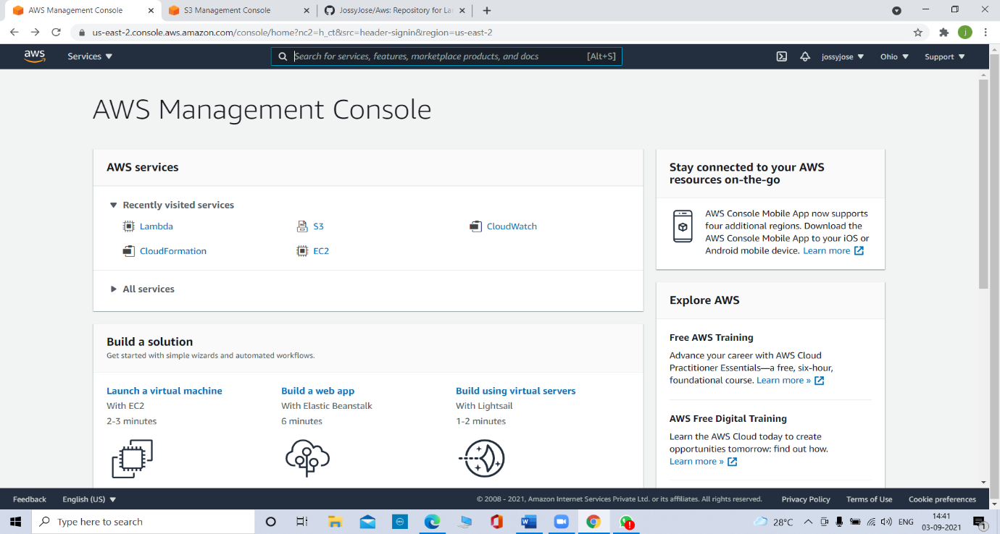 AWS Management Console
S3 Management Console
JossyJose/Aws: Repository for La
us-east-2.console.aws.amazon.com/console/home?nc2=h_ct&src=header-signin&region=us-east-2
j
aws
Services
Search for services, features, marketplace products, and docs
[Alt+S]
jossyjose
Ohio
Support
AWS Management Console
AWS services
Recently visited services
Lambda
S3
CloudWatch
CloudFormation
EC2
All services
Build a solution
Get started with simple wizards and automated workflows.
Launch a virtual machine
With EC2
2-3 minutes
Build a web app
With Elastic Beanstalk
6 minutes
Build using virtual servers
With Lightsail
1-2 minutes
Stay connected to your AWS
resources on-the-go
AWS Console Mobile App now supports
four additional regions. Download the
AWS Console Mobile App to your iOS or
Android mobile device. Learn more
Explore AWS
Free AWS Training
Advance your career with AWS Cloud
Practitioner Essentials—a free, six-hour,
foundational course. Learn more »
AWS Free Digital Training
Learn the AWS Cloud today to create
opportunities tomorrow: find out how.
Learn more »
Feedback
English (US)
© 2008 - 2021, Amazon Internet Services Private Ltd. or its affiliates. All rights reserved.
Privacy Policy
Terms of Use
Cookie preferences
Type here to search
28°C
ENG
14:41
03-09-2021
1